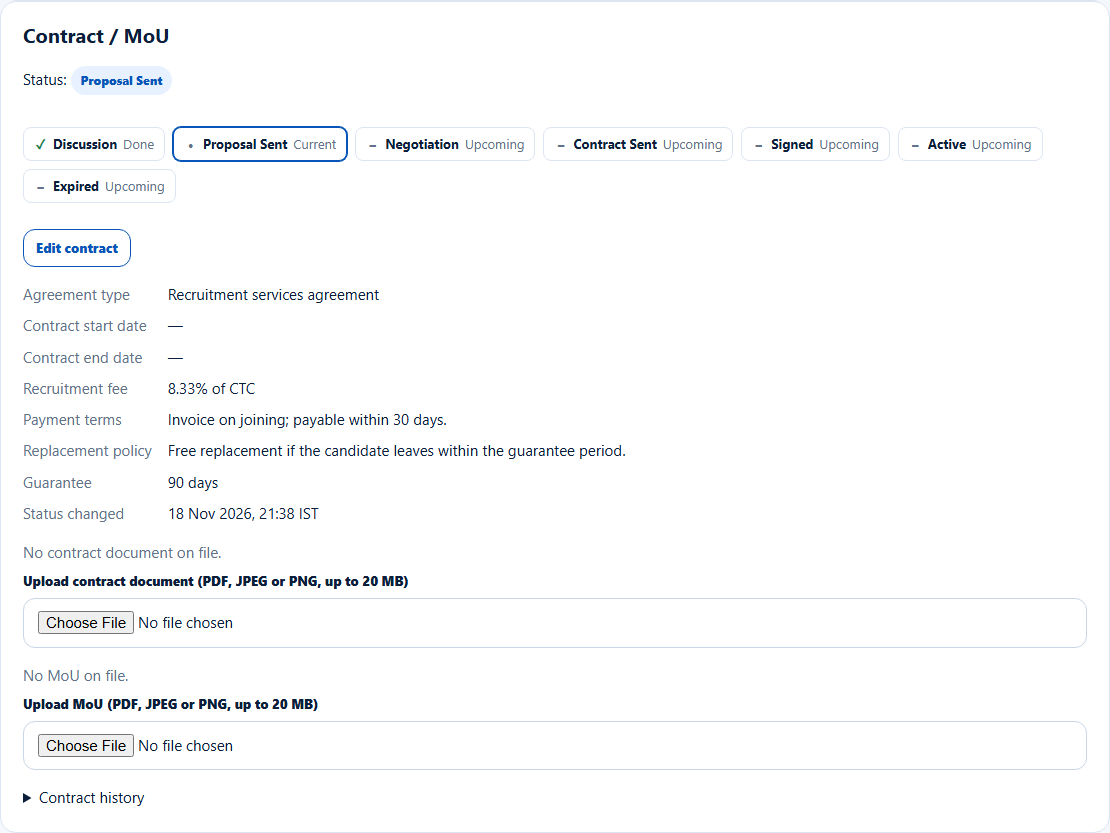 Contract / MoU
Status: Proposal Sent
✓ Discussion Done • Proposal Sent Current – Negotiation Upcoming – Contract Sent Upcoming – Signed Upcoming – Active Upcoming
– Expired Upcoming
Edit contract
Agreement type Recruitment services agreement
Contract start date —
Contract end date —
Recruitment fee 8.33% of CTC
Payment terms Invoice on joining; payable within 30 days.
Replacement policy Free replacement if the candidate leaves within the guarantee period.
Guarantee 90 days
Status changed 18 Nov 2026, 21:38 IST
No contract document on file.
Upload contract document (PDF, JPEG or PNG, up to 20 MB)
Choose File No file chosen
No MoU on file.
Upload MoU (PDF, JPEG or PNG, up to 20 MB)
Choose File No file chosen
▶ Contract history